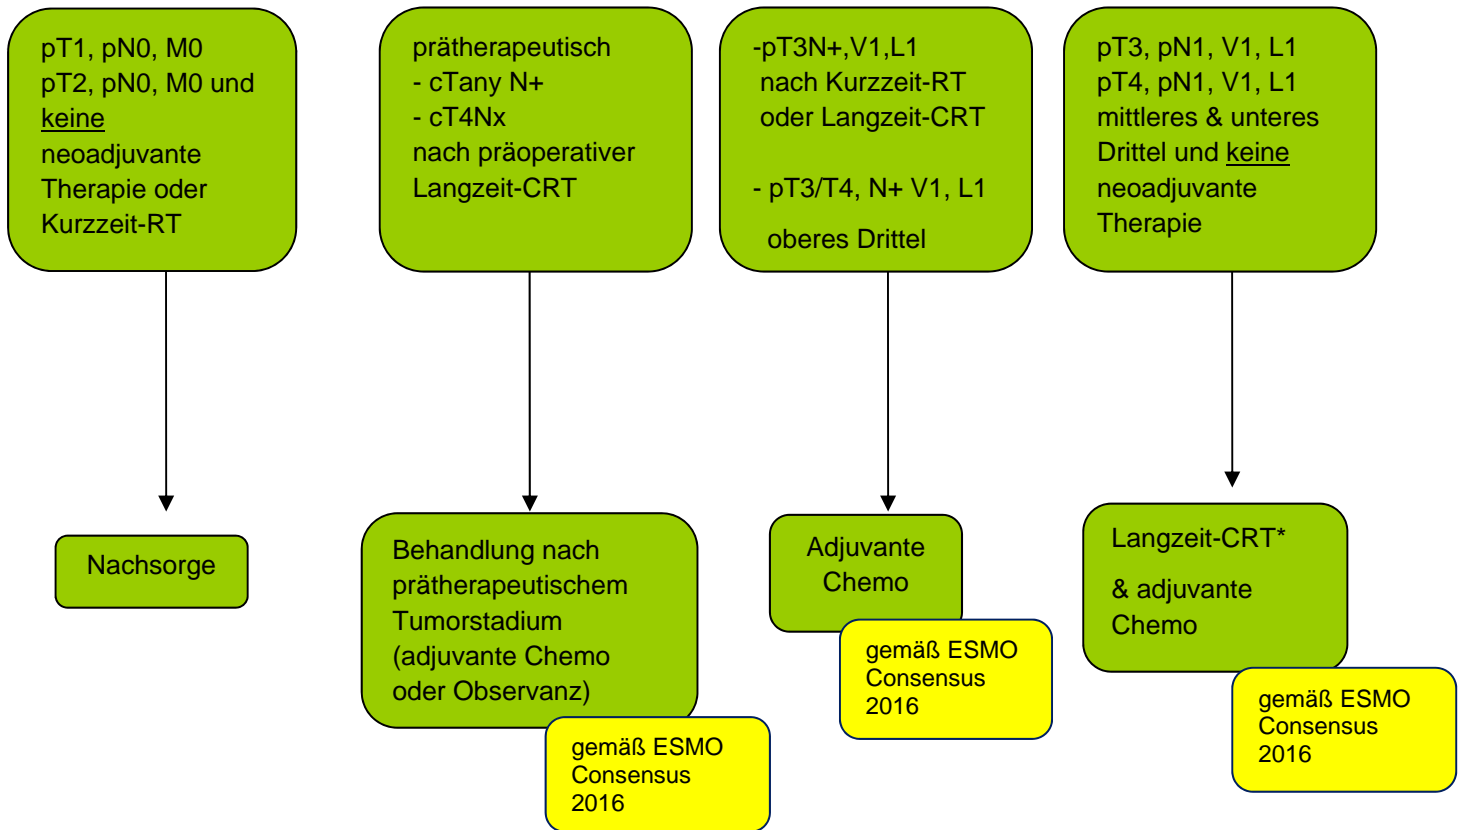 pT1, pN0, M0
pT2, pN0, M0 und
keine
neoadjuvante
Therapie oder
Kurzzeit-RT
prätherapeutisch
- cTany N+
- cT4Nx
nach präoperativer
Langzeit-CRT
-pT3N+,V1,L1
nach Kurzzeit-RT
oder Langzeit-CRT
- pT3/T4, N+ V1, L1
oberes Drittel
pT3, pN1, V1, L1
pT4, pN1, V1, L1
mittleres & unteres
Drittel und keine
neoadjuvante
Therapie
Nachsorge
Behandlung nach
prätherapeutischem
Tumorstadium
(adjuvante Chemo
oder Observanz)
gemäß ESMO
Consensus
2016
Adjuvante
Chemo
gemäß ESMO
Consensus
2016
Langzeit-CRT*
& adjuvante
Chemo
gemäß ESMO
Consensus
2016